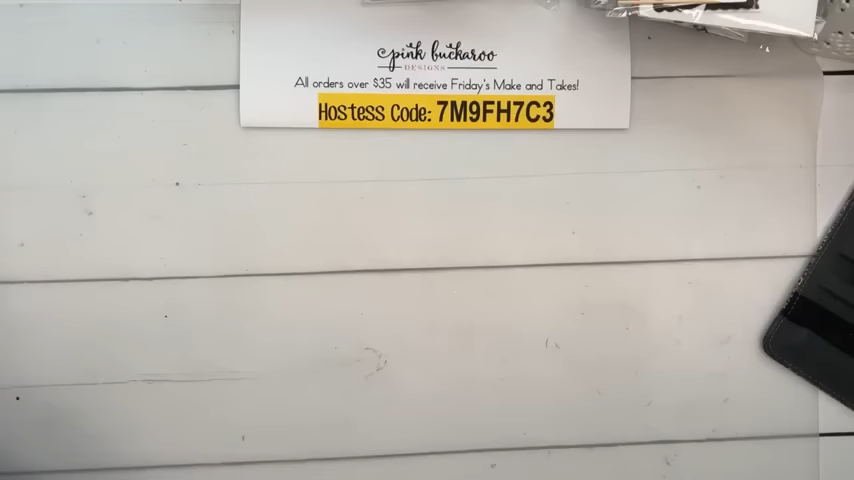 pink buckaroo
DESIGNS
All orders over $35 will receive Friday's Make and Takes!
Hostess Code: 7M9FH7C3